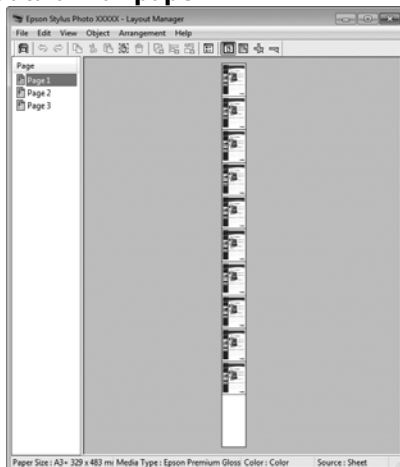 Epson Stylus Photo XXXXX - Layout Manager
File Edit View Object Arrangement Help
Page
Page 1
Page 2
Page 3
Paper Size : A3+ 329 x 483 mi Media Type : Epson Premium Gloss Color : Color Source : Sheet